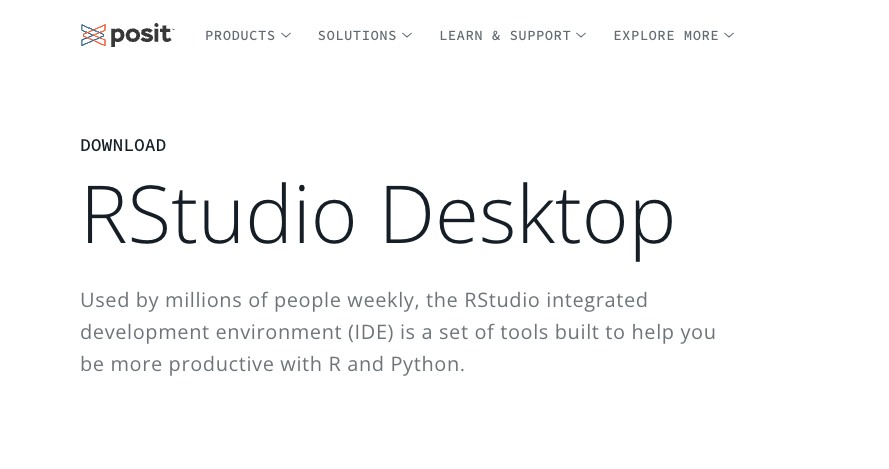 posit
PRODUCTS SOLUTIONS LEARN & SUPPORT EXPLORE MORE
DOWNLOAD
RStudio Desktop
Used by millions of people weekly, the RStudio integrated
development environment (IDE) is a set of tools built to help you
be more productive with R and Python.